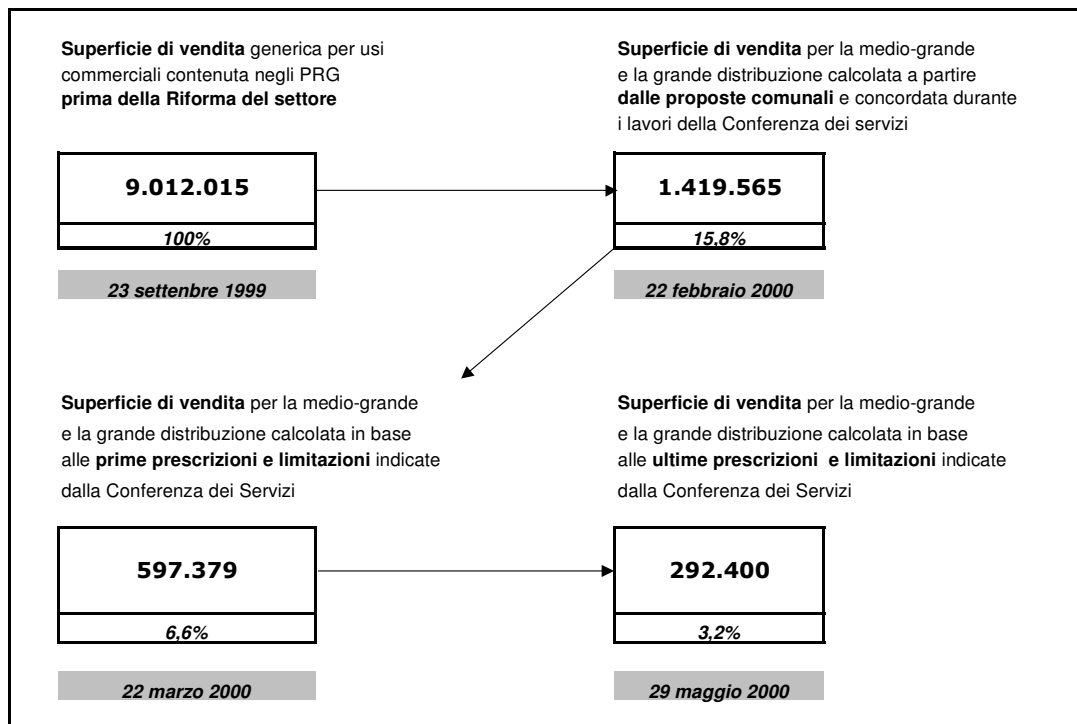 Superficie di vendita generica per usi
commerciali contenuta negli PRG
prima della Riforma del settore
9.012.015
100%
23 settenbre 1999
Superficie di vendita per la medio-grande
e la grande distribuzione calcolata a partire
dalle proposte comunali e concordata durante
i lavori della Conferenza dei servizi
1.419.565
15,8%
22 febbraio 2000
Superficie di vendita per la medio-grande
e la grande distribuzione calcolata in base
alle prime prescrizioni e limitazioni indicate
dalla Conferenza dei Servizi
597.379
6,6%
22 marzo 2000
Superficie di vendita per la medio-grande
e la grande distribuzione calcolata in base
alle ultime prescrizioni e limitazioni indicate
dalla Conferenza dei Servizi
292.400
3,2%
29 maggio 2000